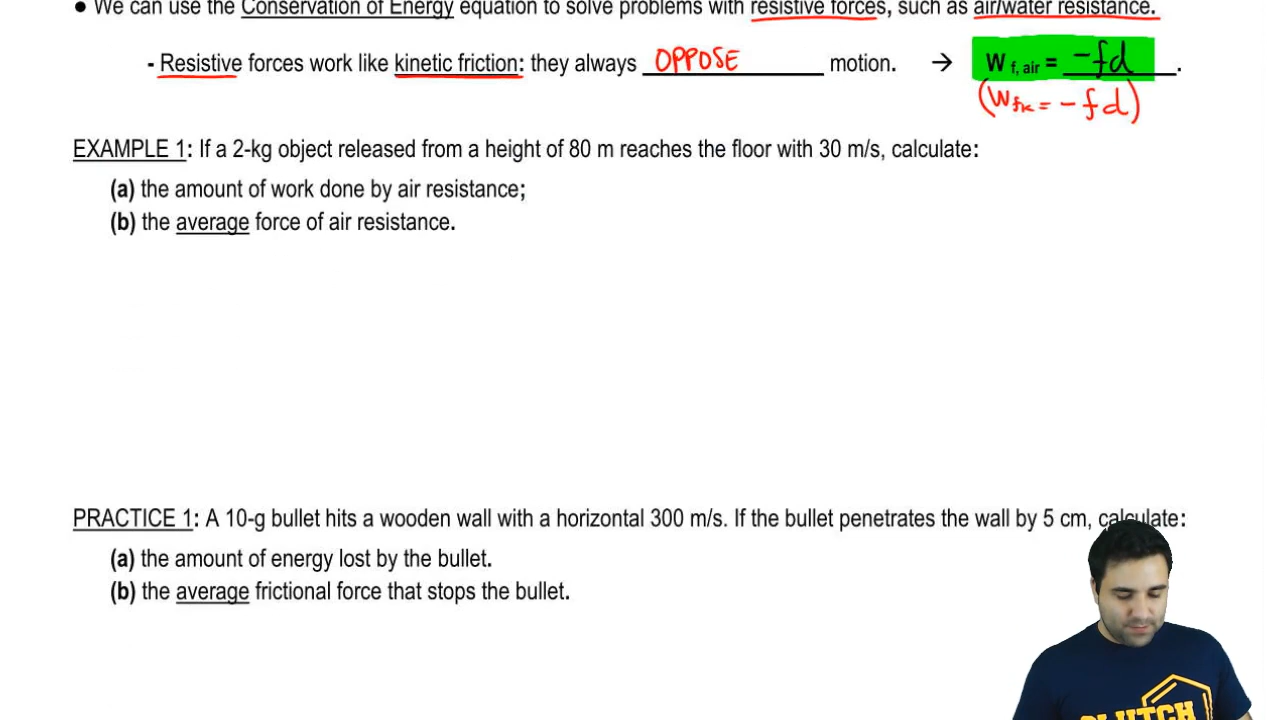 ● We can use the Conservation of Energy equation to solve problems with resistive forces, such as air/water resistance.
- Resistive forces work like kinetic friction: they always OPPOSE motion. → W f, air = -fd.
(Wfk = -fd)
EXAMPLE 1: If a 2-kg object released from a height of 80 m reaches the floor with 30 m/s, calculate:
(a) the amount of work done by air resistance;
(b) the average force of air resistance.
PRACTICE 1: A 10-g bullet hits a wooden wall with a horizontal 300 m/s. If the bullet penetrates the wall by 5 cm, calculate:
(a) the amount of energy lost by the bullet.
(b) the average frictional force that stops the bullet.
CLUTCH